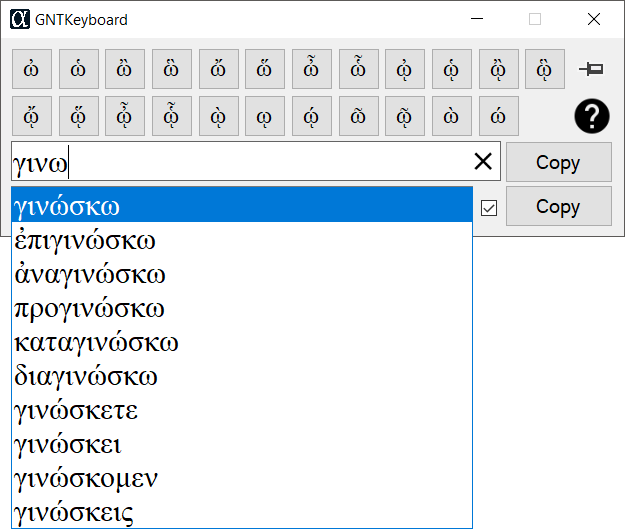 GNTKeyboard
ὠ ὡ ὢ ὣ ὤ ὥ ὦ ὧ ᾠ ᾡ ᾢ ᾣ
ᾤ ᾥ ᾦ ᾧ ῲ ῳ ῴ ῶ ῷ ὼ ώ
γινω Copy
γινώσκω Copy
ἐπιγινώσκω
ἀναγινώσκω
προγινώσκω
καταγινώσκω
διαγινώσκω
γινώσκετε
γινώσκει
γινώσκομεν
γινώσκεις